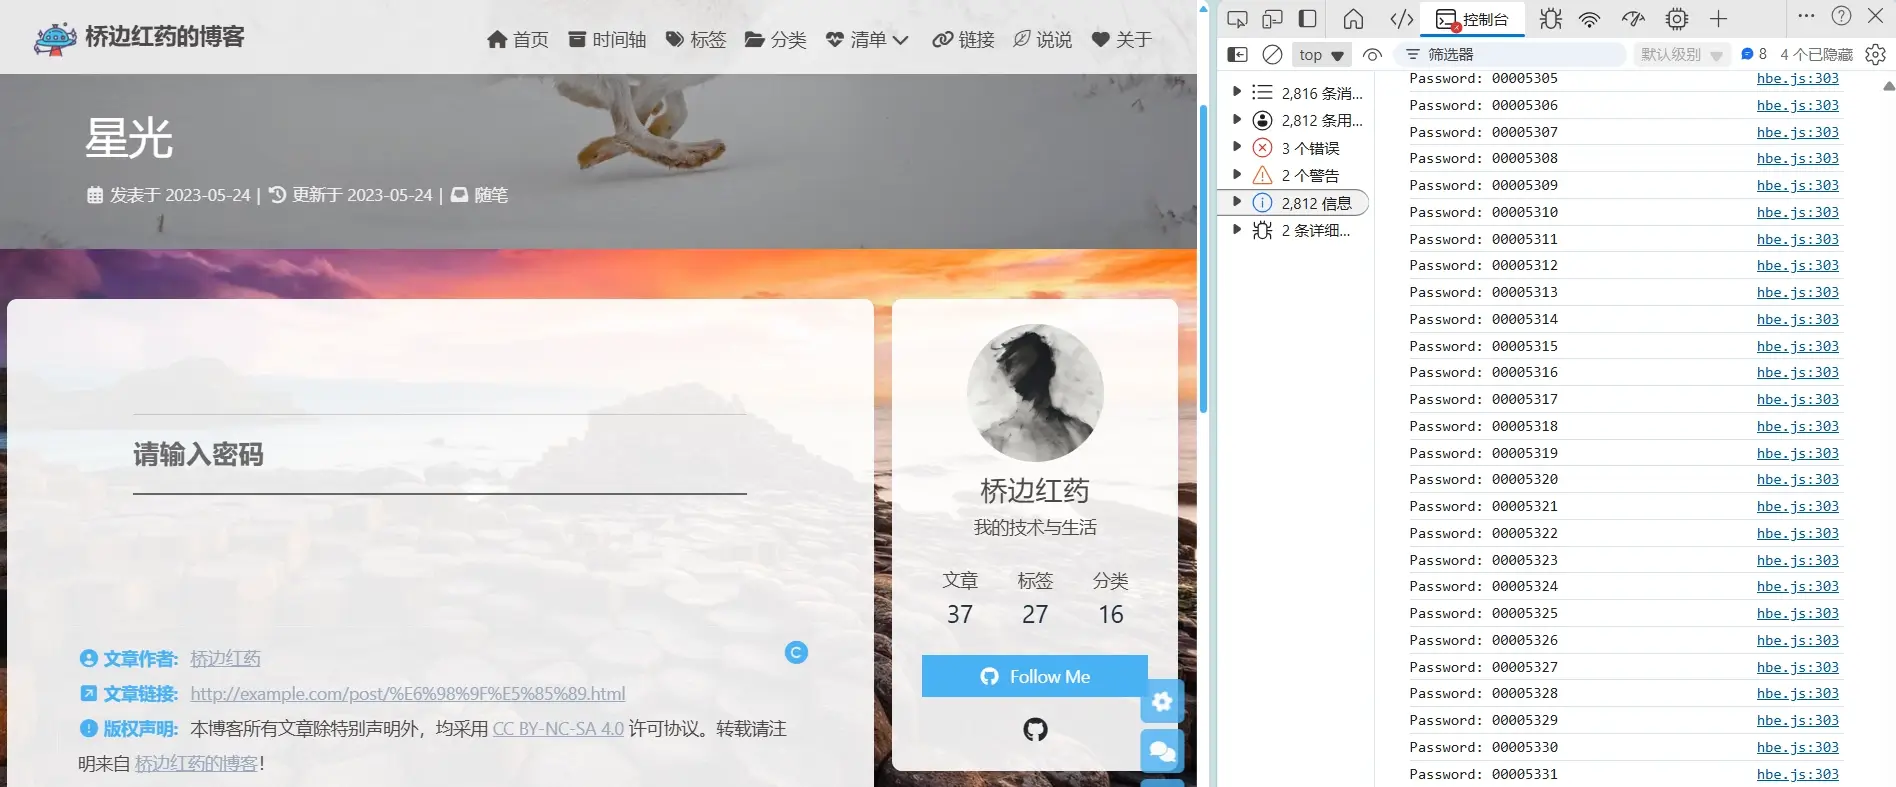 桥边红药的博客
首页 时间轴 标签 分类 清单 链接 说说 关于
星光
发表于 2023-05-24 | 更新于 2023-05-24 | 随笔
请输入密码
文章作者: 桥边红药
文章链接: http://example.com/post/%E6%98%9F%E5%85%89.html
版权声明: 本博客所有文章除特别声明外，均采用 CC BY-NC-SA 4.0 许可协议。转载请注
明来自 桥边红药的博客！
桥边红药
我的技术与生活
文章 标签 分类
37 27 16
Follow Me
控制台
top 筛选器 默认级别 8 4 个已隐藏
2,816 条消...
2,812 条用...
3 个错误
2 个警告
2,812 信息
2 条详细...
Password: 00005305 hbe.js:303
Password: 00005306 hbe.js:303
Password: 00005307 hbe.js:303
Password: 00005308 hbe.js:303
Password: 00005309 hbe.js:303
Password: 00005310 hbe.js:303
Password: 00005311 hbe.js:303
Password: 00005312 hbe.js:303
Password: 00005313 hbe.js:303
Password: 00005314 hbe.js:303
Password: 00005315 hbe.js:303
Password: 00005316 hbe.js:303
Password: 00005317 hbe.js:303
Password: 00005318 hbe.js:303
Password: 00005319 hbe.js:303
Password: 00005320 hbe.js:303
Password: 00005321 hbe.js:303
Password: 00005322 hbe.js:303
Password: 00005323 hbe.js:303
Password: 00005324 hbe.js:303
Password: 00005325 hbe.js:303
Password: 00005326 hbe.js:303
Password: 00005327 hbe.js:303
Password: 00005328 hbe.js:303
Password: 00005329 hbe.js:303
Password: 00005330 hbe.js:303
Password: 00005331 hbe.js:303